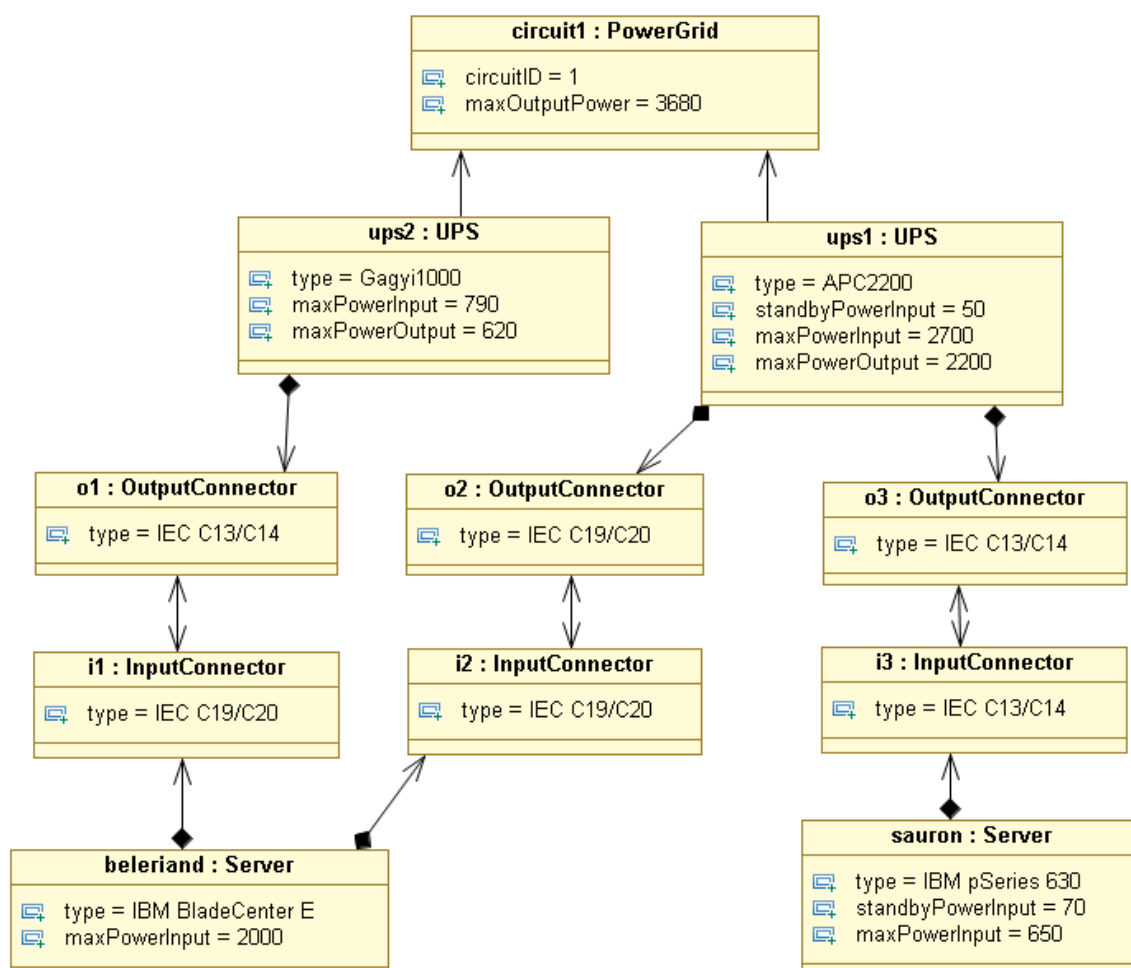 circuit1 : PowerGrid
circuitID = 1
maxOutputPower = 3680
ups2 : UPS
type = Gagyi1000
maxPowerInput = 790
maxPowerOutput = 620
ups1 : UPS
type = APC2200
standbyPowerInput = 50
maxPowerInput = 2700
maxPowerOutput = 2200
o1 : OutputConnector
type = IEC C13/C14
o2 : OutputConnector
type = IEC C19/C20
o3 : OutputConnector
type = IEC C13/C14
i1 : InputConnector
type = IEC C19/C20
i2 : InputConnector
type = IEC C19/C20
i3 : InputConnector
type = IEC C13/C14
beleriand : Server
type = IBM BladeCenter E
maxPowerInput = 2000
sauron : Server
type = IBM pSeries 630
standbyPowerInput = 70
maxPowerInput = 650